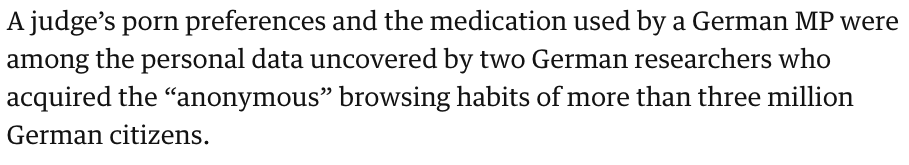 A judge’s porn preferences and the medication used by a German MP were
among the personal data uncovered by two German researchers who
acquired the “anonymous” browsing habits of more than three million
German citizens.